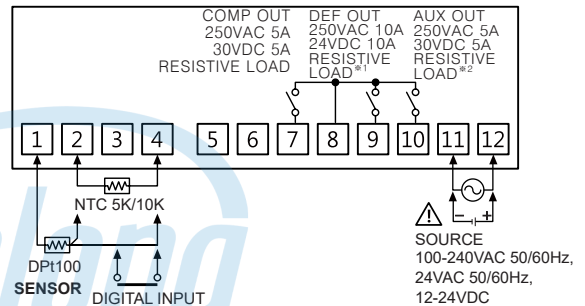 COMP OUT
250VAC 5A
30VDC 5A
RESISTIVE LOAD
DEF OUT
250VAC 10A
24VDC 10A
RESISTIVE
LOAD※1
AUX OUT
250VAC 5A
30VDC 5A
RESISTIVE
LOAD※2
1 2 3 4 5 6 7 8 9 10 11 12
NTC 5K/10K
DPt100
SENSOR
DIGITAL INPUT
− +
SOURCE
100-240VAC 50/60Hz,
24VAC 50/60Hz,
12-24VDC